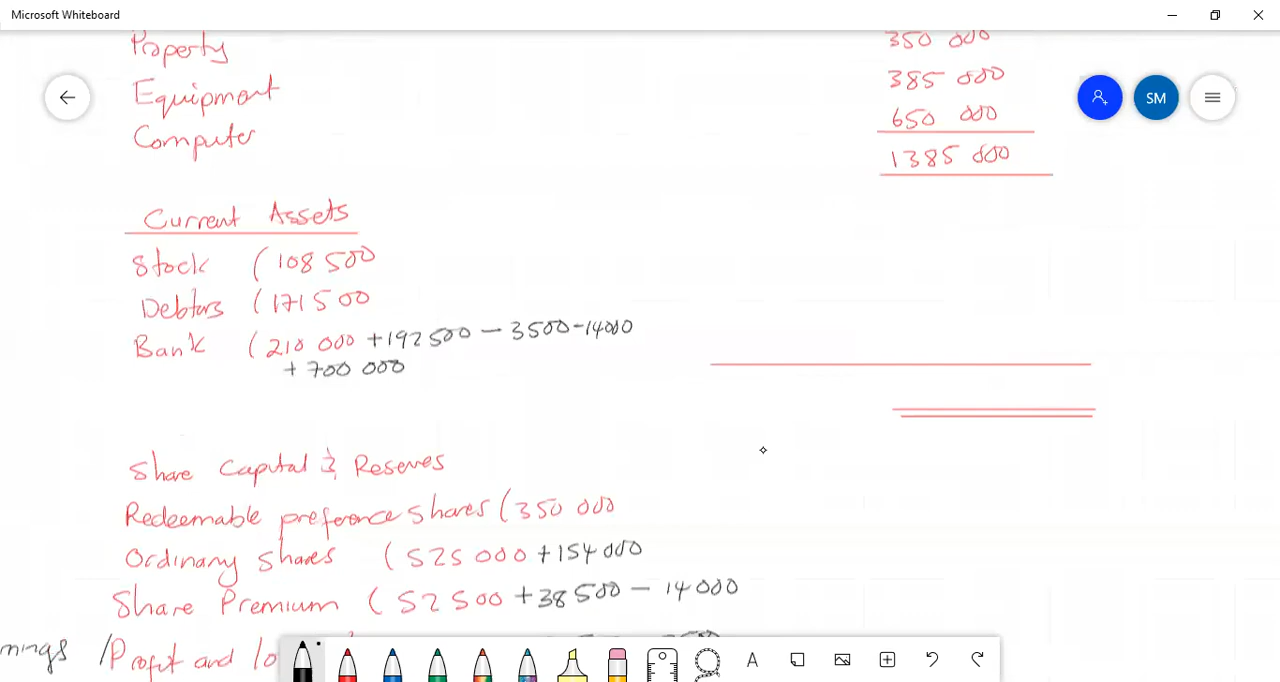 Microsoft Whiteboard
Property 350 000
Equipment 385 000
SM
Computer 650 000
1385 000
Current Assets
Stock (108 500
Debtors (171 500
Bank (210 000 +192 500 - 3500 -14000
+ 700 000
Share Capital & Reserves
Redeemable preference shares (350 000
Ordinary shares (525 000 +154 000
Share Premium (52 500 +38 500 - 14 000
/Profit and
A